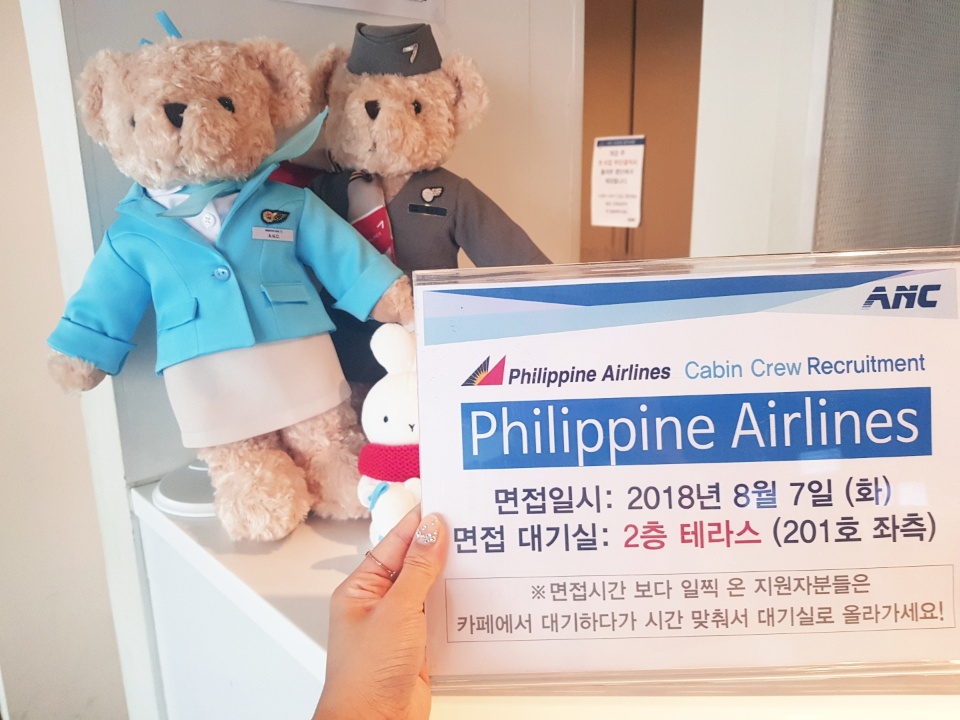 ANC
Philippine Airlines Cabin Crew Recruitment
Philippine Airlines
면접일시: 2018년 8월 7일 (화)
면접 대기실: 2층 테라스 (201호 좌측)
※면접시간 보다 일찍 온 지원자분들은
카페에서 대기하다가 시간 맞춰서 대기실로 올라가세요!